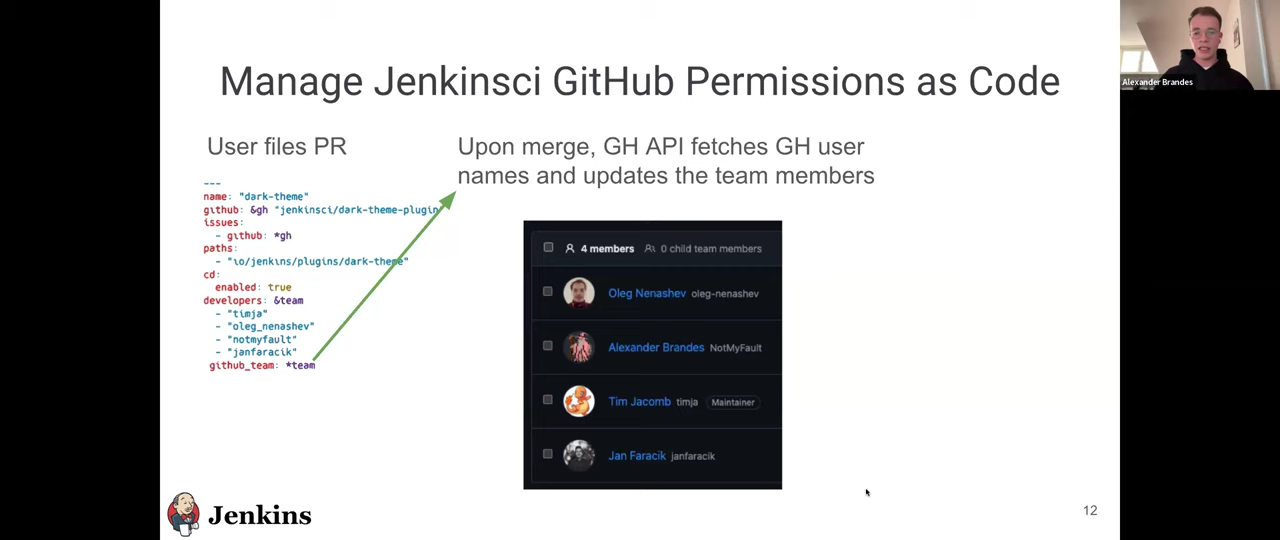 Manage Jenkinsci GitHub Permissions as Code
Alexander Brandes
User files PR
Upon merge, GH API fetches GH user
names and updates the team members
---
name: "dark-theme"
github: &gh "jenkinsci/dark-theme-plugin
issues:
- github: *gh
paths:
- "io/jenkins/plugins/dark-theme"
cd:
enabled: true
developers: &team
- "timja"
- "oleg_nenashev"
- "notmyfault"
- "janfaracik"
github_team: *team
4 members 0 child team members
Oleg Nenashev oleg-nenashev
Alexander Brandes NotMyFault
Tim Jacomb timja Maintainer
Jan Faracik janfaracik
Jenkins
12